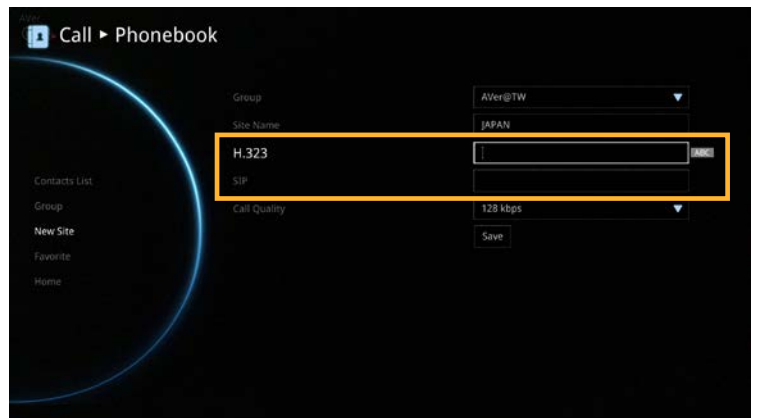 AVer
Call ▸ Phonebook
Group AVer@TW
Site Name JAPAN
H.323 ABC
Contacts List SIP
Group Call Quality 128 kbps
New Site Save
Favorite
Home